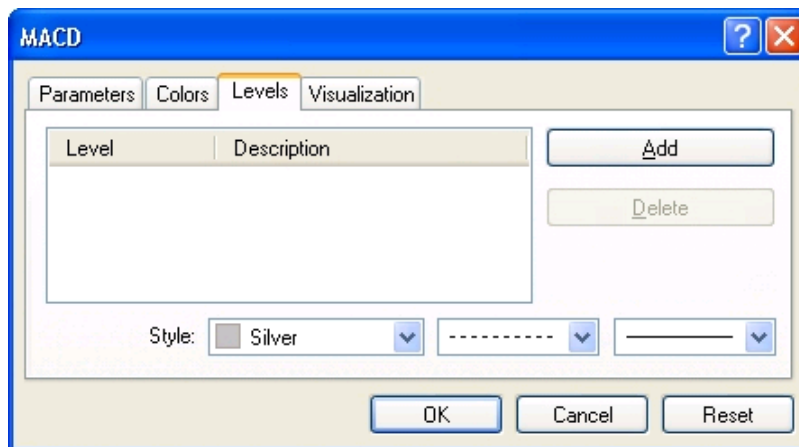 MACD
Parameters Colors Levels Visualization
Level Description Add
Delete
Style: Silver
OK Cancel Reset